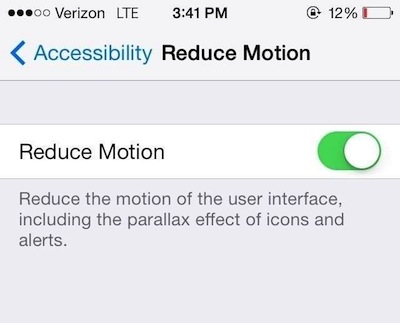 Verizon LTE 3:41 PM 12%
Accessibility Reduce Motion
Reduce Motion
Reduce the motion of the user interface,
including the parallax effect of icons and
alerts.